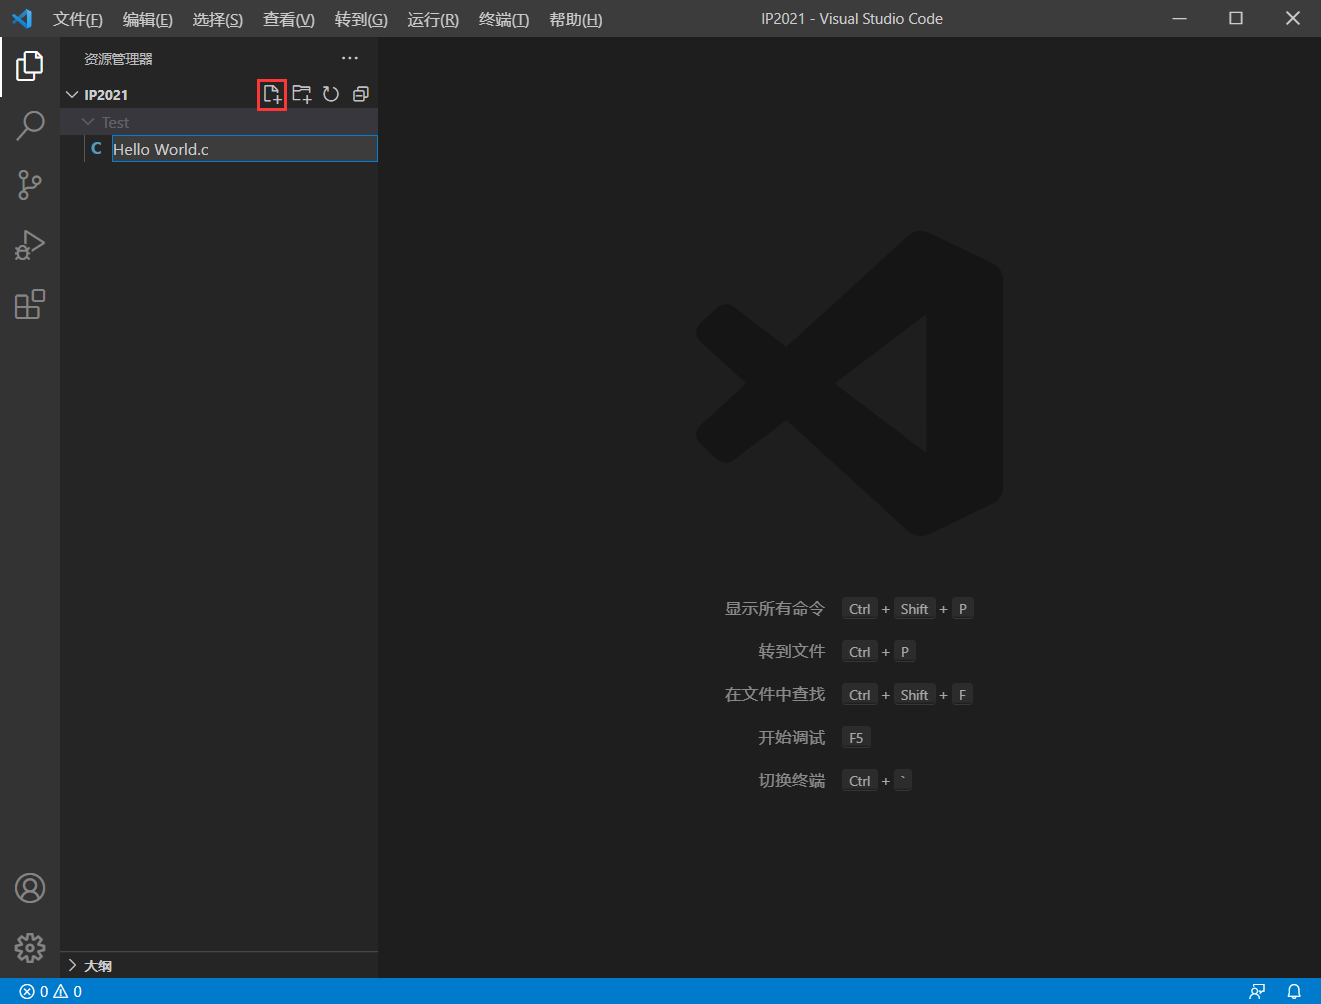 文件(F) 编辑(E) 选择(S) 查看(V) 转到(G) 运行(R) 终端(T) 帮助(H) IP2021 - Visual Studio Code
资源管理器
IP2021
Test
C Hello World.c
显示所有命令 Ctrl + Shift + P
转到文件 Ctrl + P
在文件中查找 Ctrl + Shift + F
开始调试 F5
切换终端 Ctrl + `
大纲
0 0